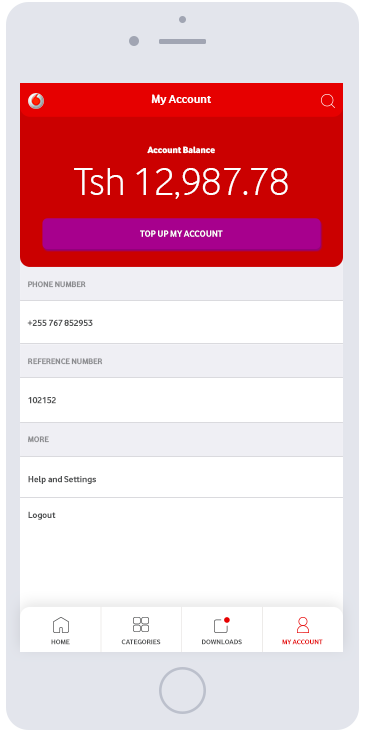 My Account
Account Balance
Tsh 12,987.78
TOP UP MY ACCOUNT
PHONE NUMBER
+255 767 852953
REFERENCE NUMBER
102152
MORE
Help and Settings
Logout
HOME
CATEGORIES
DOWNLOADS
MY ACCOUNT